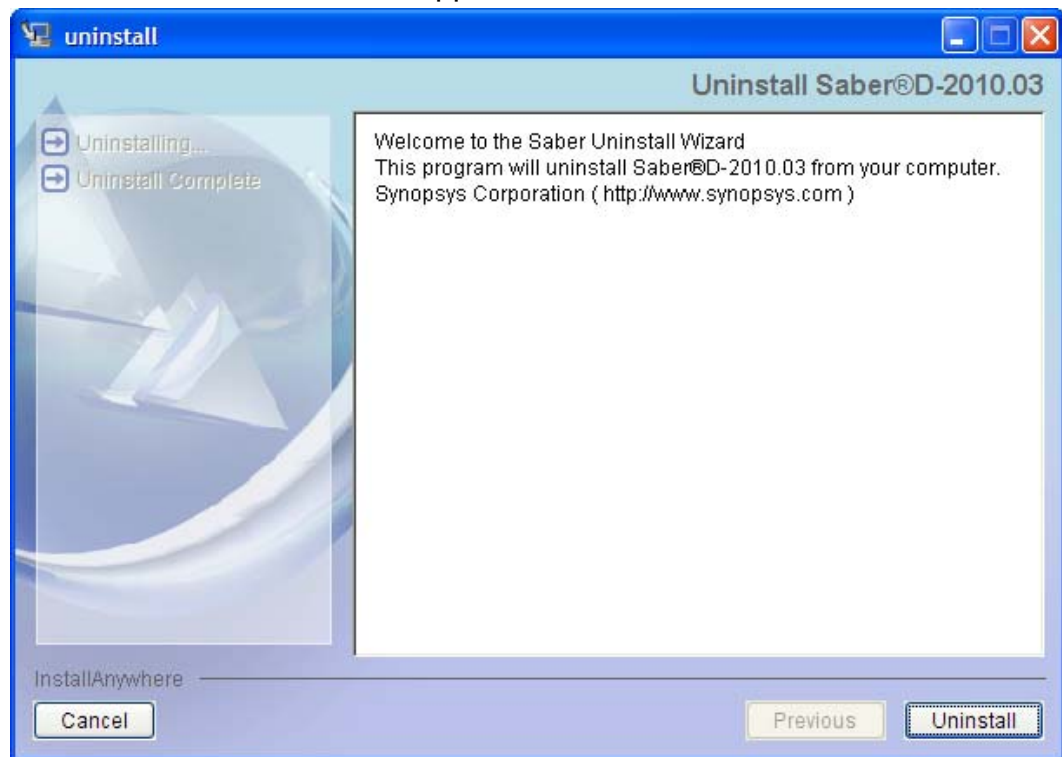 uninstall
Uninstall Saber®D-2010.03
Uninstalling...
Uninstall Complete
Welcome to the Saber Uninstall Wizard
This program will uninstall Saber®D-2010.03 from your computer.
Synopsys Corporation ( http://www.synopsys.com )
InstallAnywhere
Cancel
Previous
Uninstall